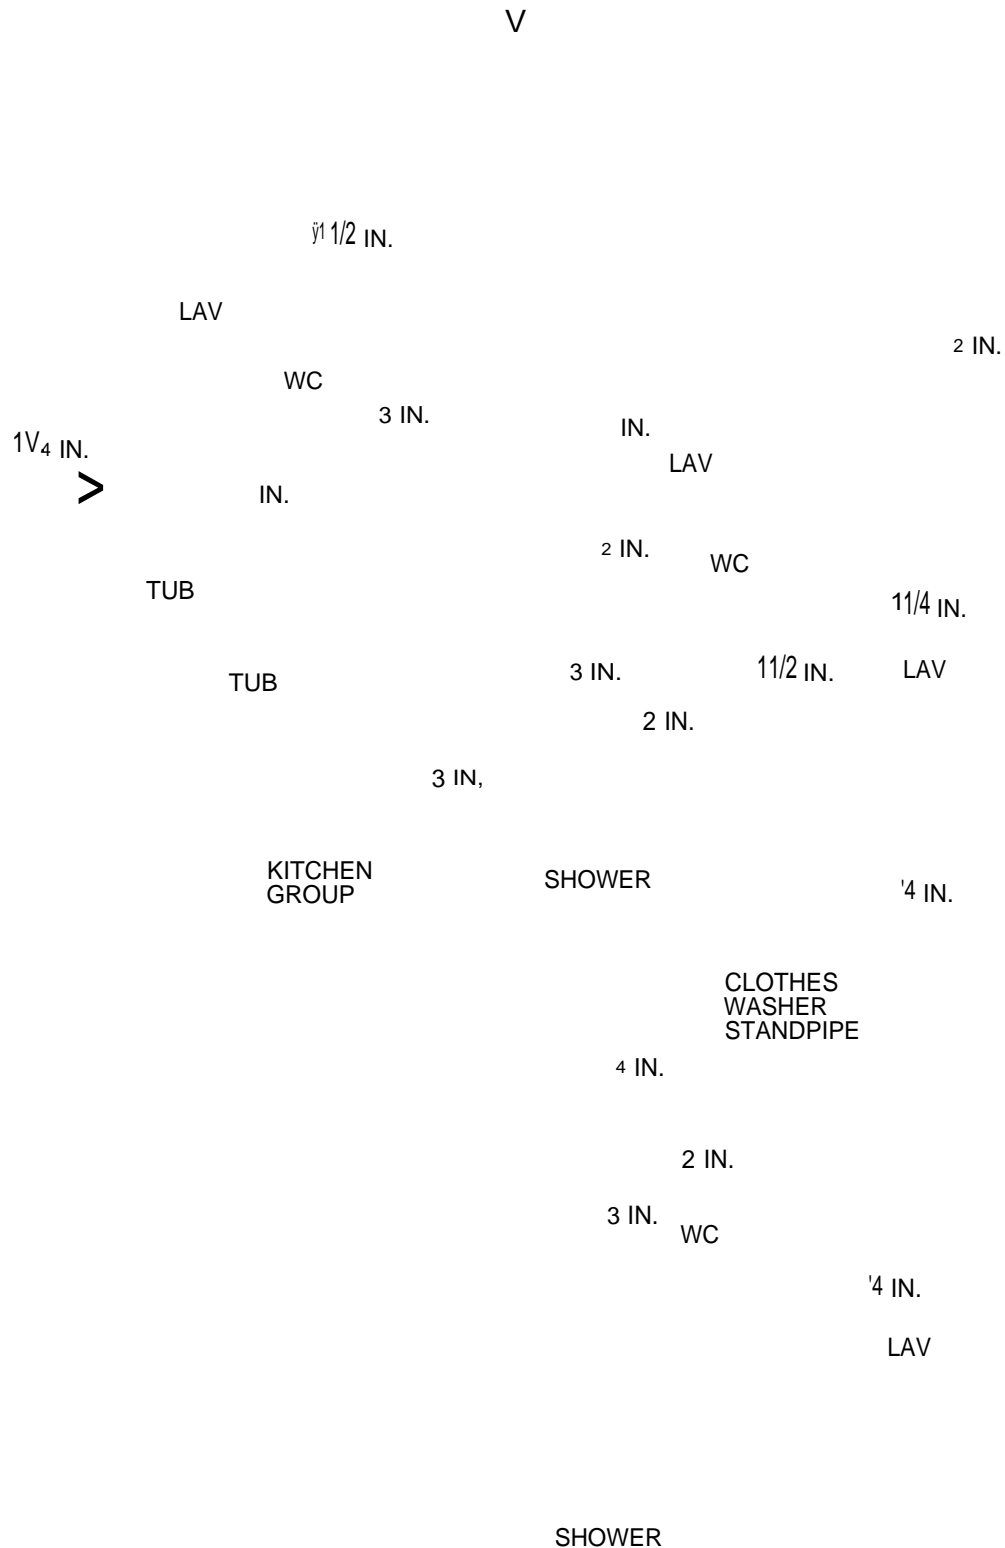 V
ÿ1 1/2 IN.
LAV
2 IN.
WC
3 IN.
IN.
1V4 IN.
LAV
>
IN.
2 IN.
WC
TUB
11/4 IN.
3 IN.
11/2 IN.
LAV
TUB
2 IN.
3 IN,
KITCHEN
GROUP
SHOWER
'4 IN.
CLOTHES
WASHER
STANDPIPE
4 IN.
2 IN.
3 IN.
WC
'4 IN.
LAV
SHOWER